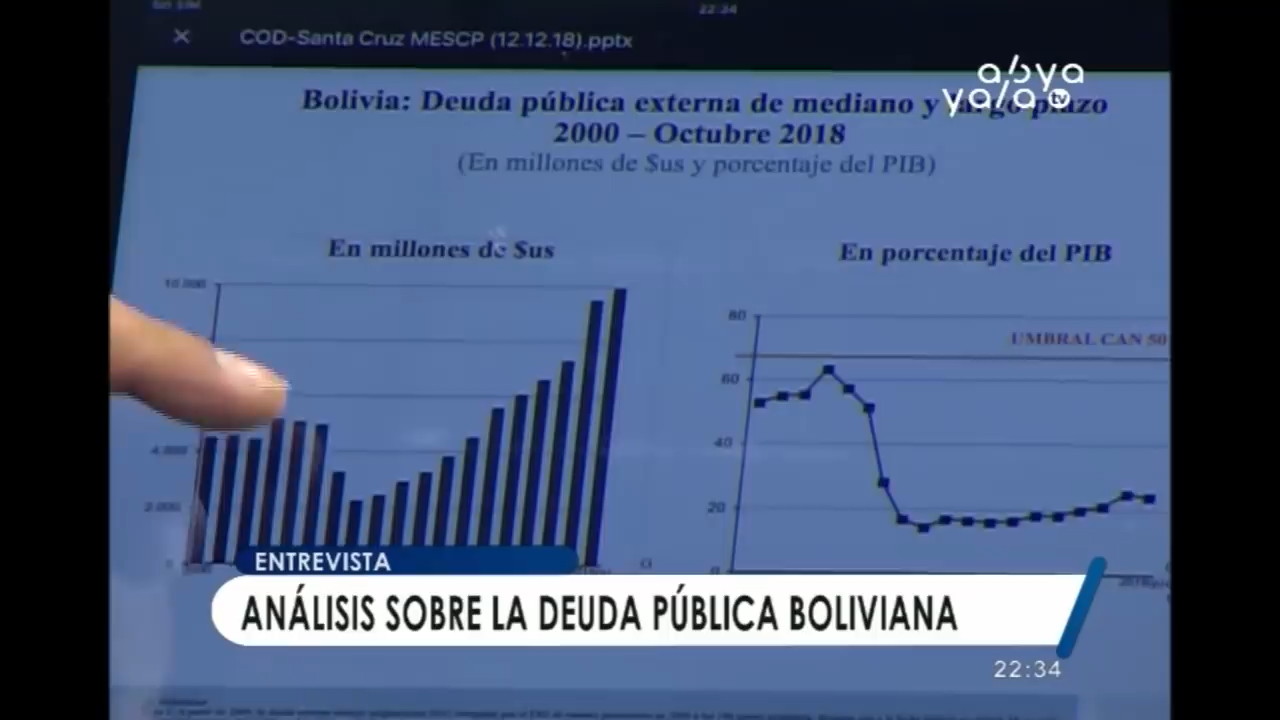 22:34
COD-Santa Cruz MESCP (12.12.18).pptx
abya
yala tv
Bolivia: Deuda pública externa de mediano y largo plazo
2000 – Octubre 2018
(En millones de $us y porcentaje del PIB)
En millones de $us
En porcentaje del PIB
10.000
4.000
2.000
80
UMBRAL CAN 50
60
40
20
0
ENTREVISTA
ANÁLISIS SOBRE LA DEUDA PÚBLICA BOLIVIANA
22:34